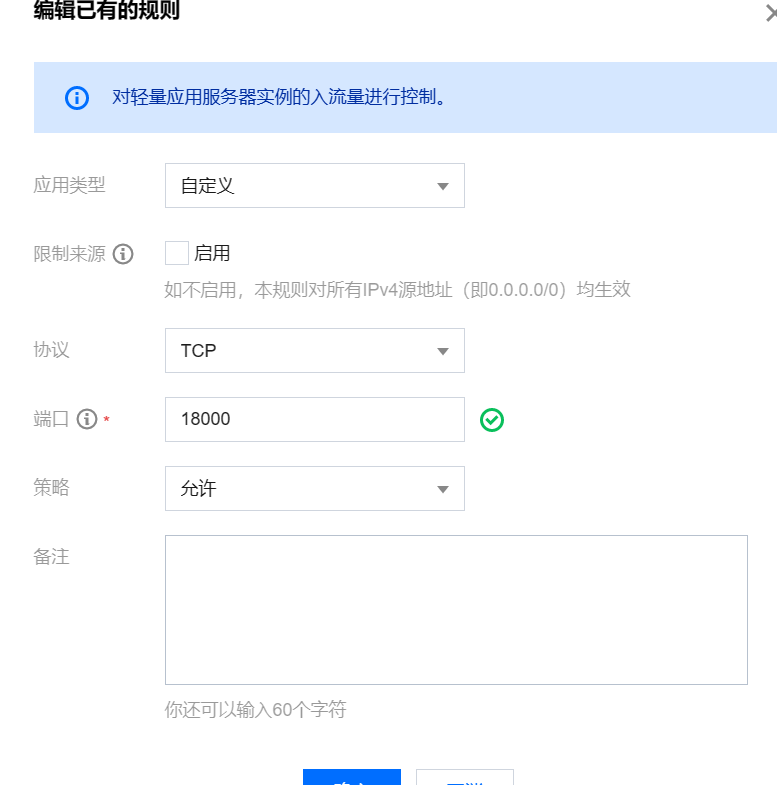 编辑已有的规则
对轻量应用服务器实例的入流量进行控制。
应用类型
自定义
限制来源
启用
如不启用，本规则对所有IPv4源地址（即0.0.0.0/0）均生效
协议
TCP
端口 *
18000
策略
允许
备注
你还可以输入60个字符